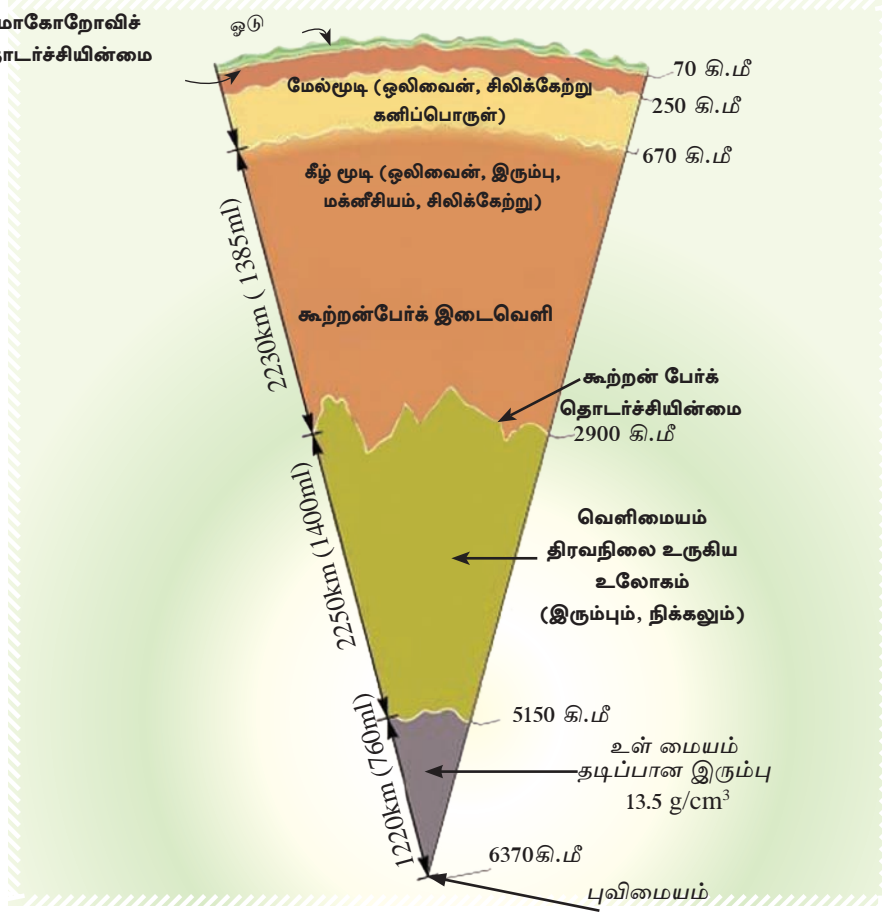 ஓடு
மாகோறோவிச்
தொடர்ச்சியின்மை
70 கி.மீ
மேல்மூடி (ஒலிவைன், சிலிக்கேற்று
கனிப்பொருள்)
250 கி.மீ
670 கி.மீ
கீழ் மூடி (ஒலிவைன், இரும்பு,
மக்னீசியம், சிலிக்கேற்று)
2230km ( 1385ml)
கூற்றன்பேர்க் இடைவெளி
கூற்றன் பேர்க்
தொடர்ச்சியின்மை
2900 கி.மீ
2250km (1400ml)
வெளிமையம்
திரவநிலை உருகிய
உலோகம்
(இரும்பும், நிக்கலும்)
5150 கி.மீ
1220km (760ml)
உள் மையம்
தடிப்பான இரும்பு
13.5 g/cm³
6370கி.மீ
புவிமையம்